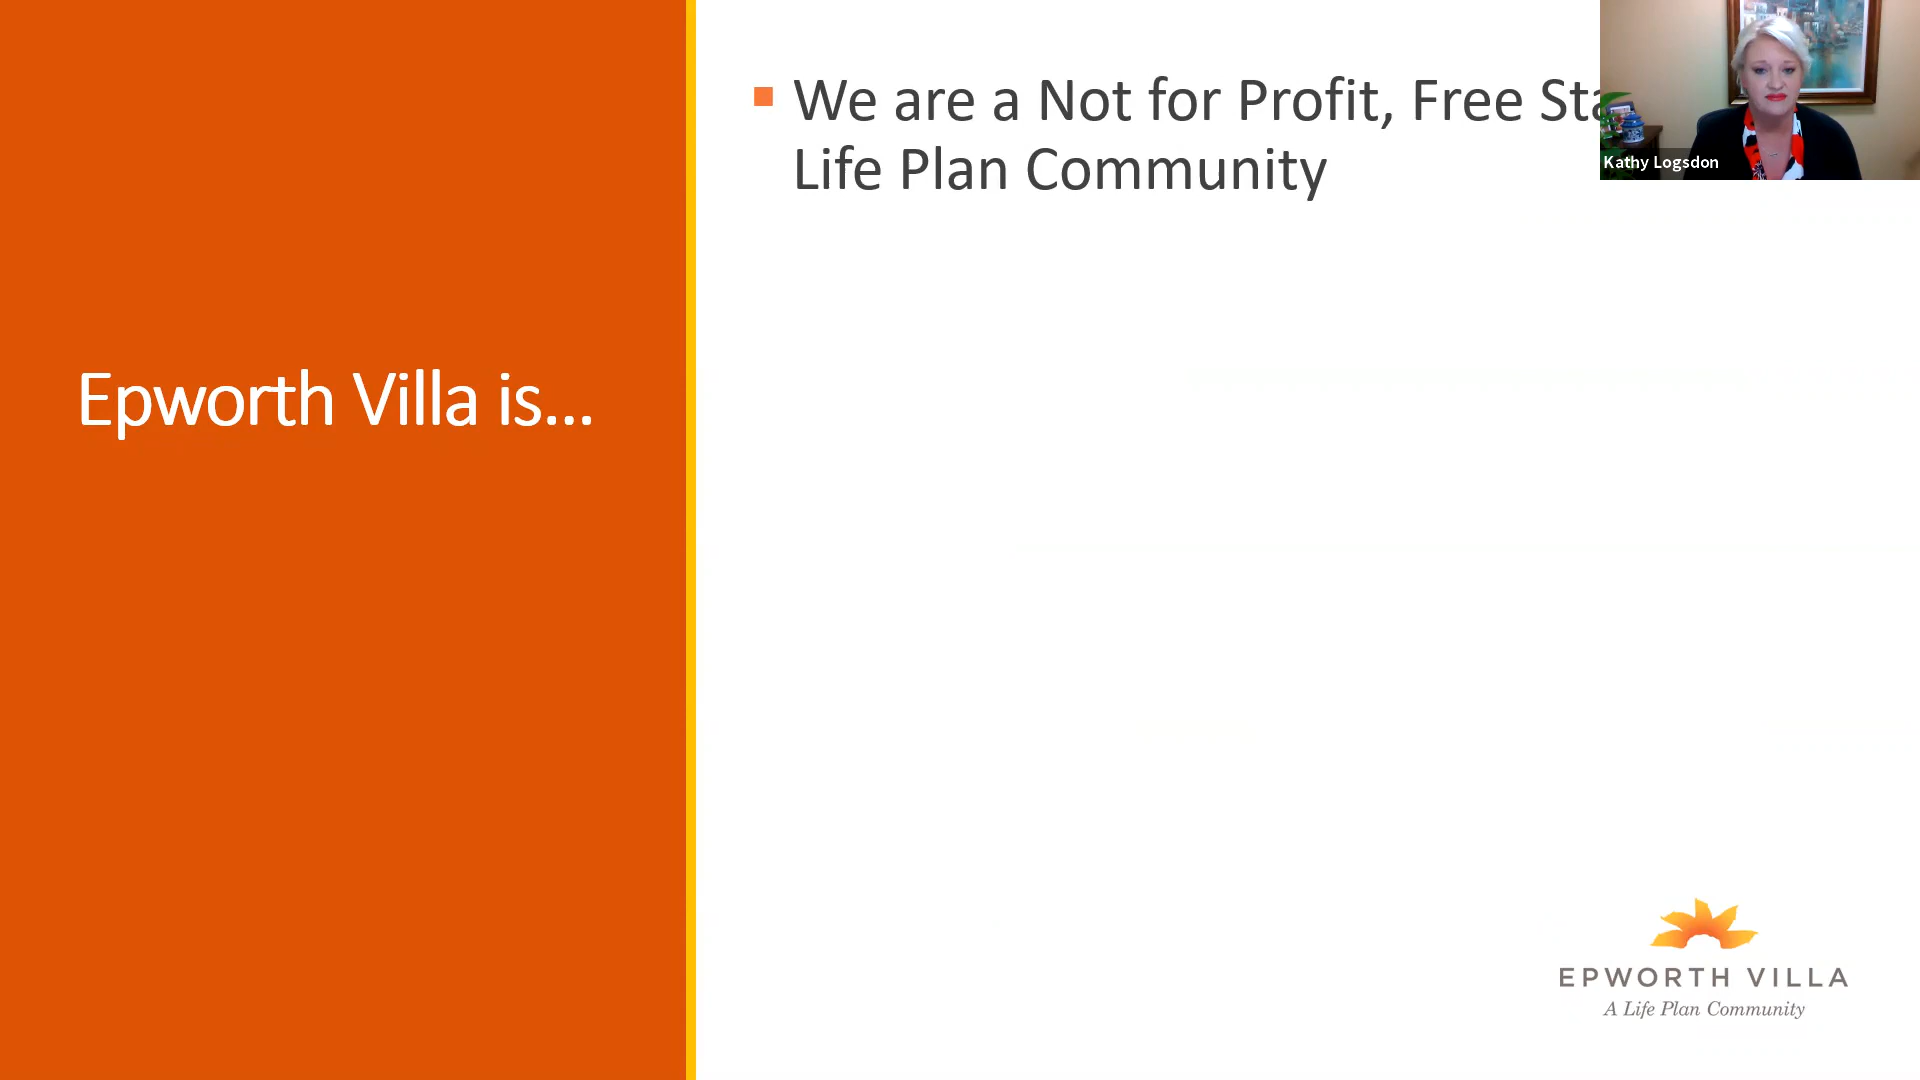 We are a Not for Profit, Free
Life Plan Community
Kathy Logsdon
Epworth Villa is...
EPWORTH VILLA
A Life Plan Community